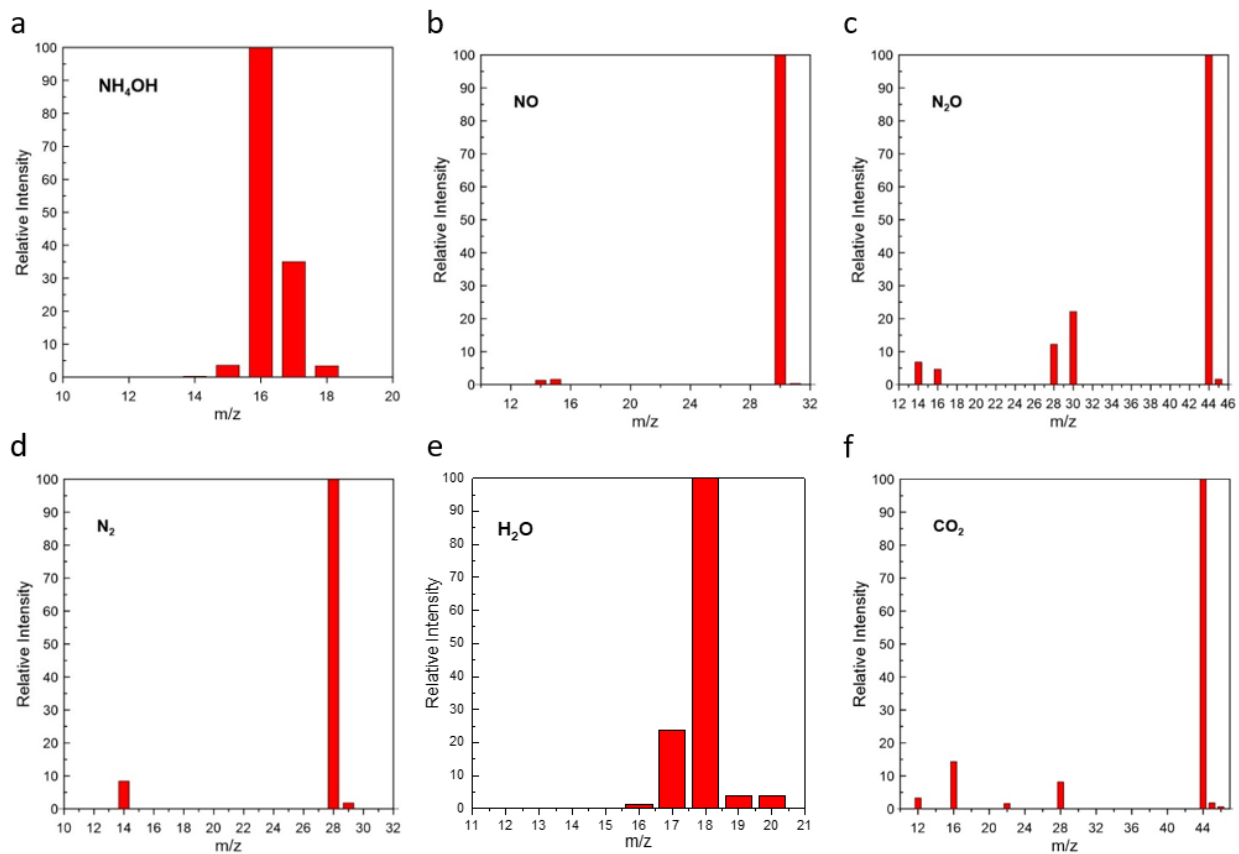 a
b
c
100
90
80
70
60
50
40
30
20
10
0
NH₄OH
Relative Intensity
10 12 14 16 18 20
m/z
100
90
80
70
60
50
40
30
20
10
0
NO
Relative Intensity
12 16 20 24 28 32
m/z
100
90
80
70
60
50
40
30
20
10
0
N₂O
Relative Intensity
12 14 16 18 20 22 24 26 28 30 32 34 36 38 40 42 44 46
m/z
d
e
f
100
90
80
70
60
50
40
30
20
10
0
N₂
Relative Intensity
10 12 14 16 18 20 22 24 26 28 30 32
m/z
100
90
80
70
60
50
40
30
20
10
0
H₂O
Relative Intensity
11 12 13 14 15 16 17 18 19 20 21
m/z
100
90
80
70
60
50
40
30
20
10
0
CO₂
Relative Intensity
12 16 20 24 28 32 36 40 44
m/z